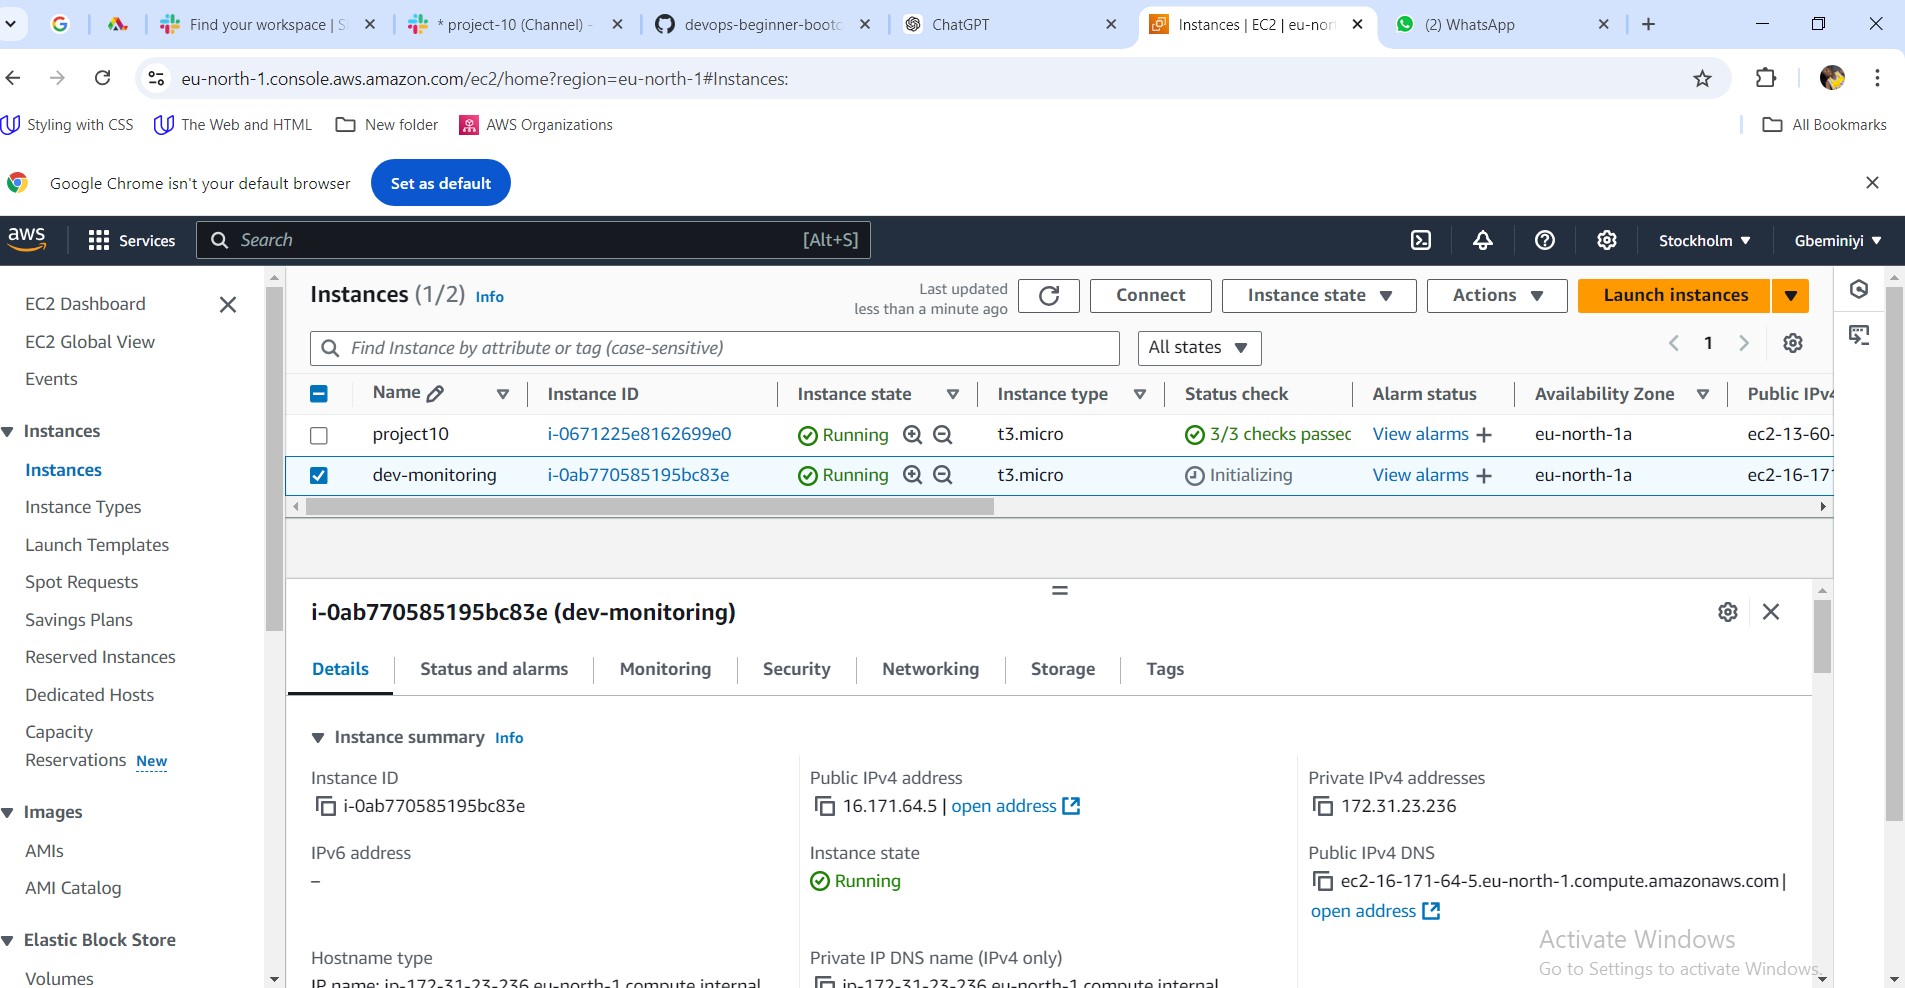 Find your workspace | S
* project-10 (Channel) -
devops-beginner-bootc
ChatGPT
Instances | EC2 | eu-nor
(2) WhatsApp
eu-north-1.console.aws.amazon.com/ec2/home?region=eu-north-1#Instances:
Styling with CSS
The Web and HTML
New folder
AWS Organizations
All Bookmarks
Google Chrome isn't your default browser
Set as default
aws
Services
Search
[Alt+S]
Stockholm
Gbeminiyi
EC2 Dashboard
EC2 Global View
Events
Instances
Instances
Instance Types
Launch Templates
Spot Requests
Savings Plans
Reserved Instances
Dedicated Hosts
Capacity
Reservations New
Images
AMIs
AMI Catalog
Elastic Block Store
Volumes
Instances (1/2) Info
Last updated
less than a minute ago
Connect
Instance state
Actions
Launch instances
Find Instance by attribute or tag (case-sensitive)
All states
1
Name
Instance ID
Instance state
Instance type
Status check
Alarm status
Availability Zone
Public IPv4
project10
i-0671225e8162699e0
Running
t3.micro
3/3 checks passec
View alarms
eu-north-1a
ec2-13-60-
dev-monitoring
i-0ab770585195bc83e
Running
t3.micro
Initializing
View alarms
eu-north-1a
ec2-16-171
i-0ab770585195bc83e (dev-monitoring)
Details
Status and alarms
Monitoring
Security
Networking
Storage
Tags
Instance summary Info
Instance ID
i-0ab770585195bc83e
Public IPv4 address
16.171.64.5 | open address
Private IPv4 addresses
172.31.23.236
IPv6 address
–
Instance state
Running
Public IPv4 DNS
ec2-16-171-64-5.eu-north-1.compute.amazonaws.com |
open address
Hostname type
IP name: ip-172-31-23-236.eu-north-1.compute.internal
Private IP DNS name (IPv4 only)
ip-172-31-23-236.eu-north-1.compute.internal
Activate Windows
Go to Settings to activate Windows.